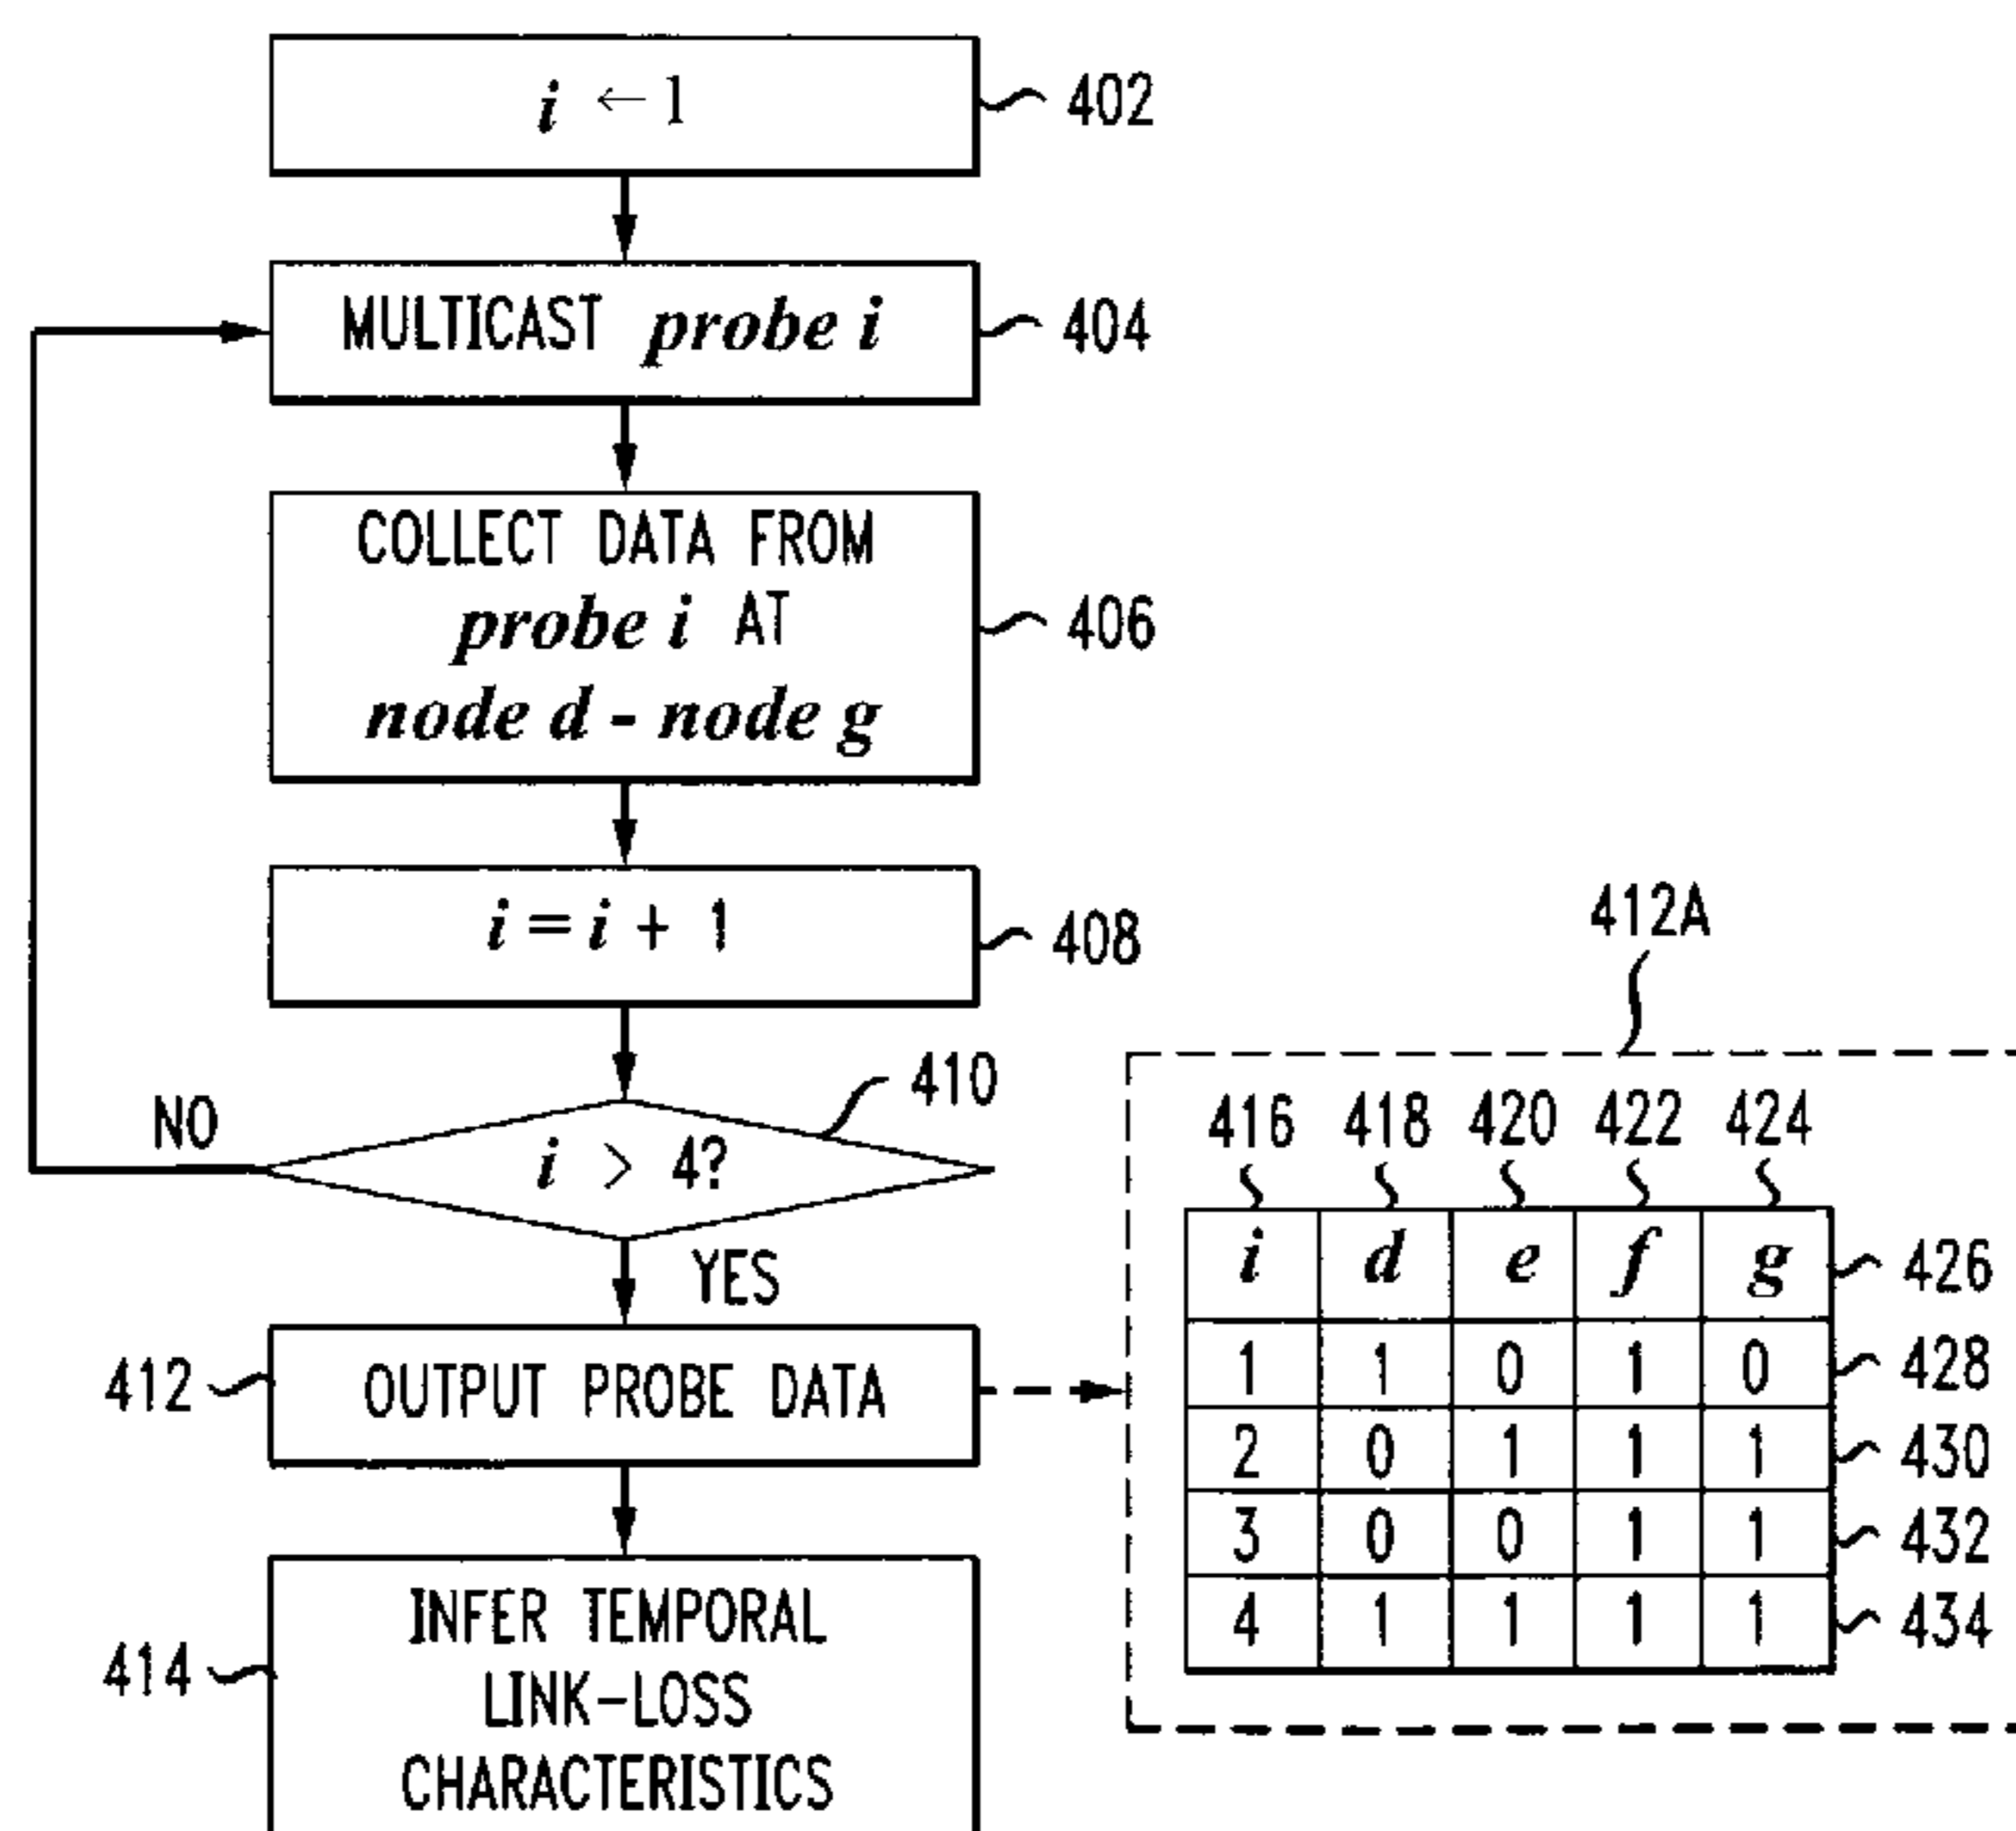 i ← 1
402
MULTICAST probe i
404
COLLECT DATA FROM
probe i AT
node d - node g
406
i = i + 1
408
412A
NO
i > 4?
410
YES
412
OUTPUT PROBE DATA
414
INFER TEMPORAL
LINK-LOSS
CHARACTERISTICS
416 418 420 422 424
i d e f g 426
1 1 0 1 0 428
2 0 1 1 1 430
3 0 0 1 1 432
4 1 1 1 1 434